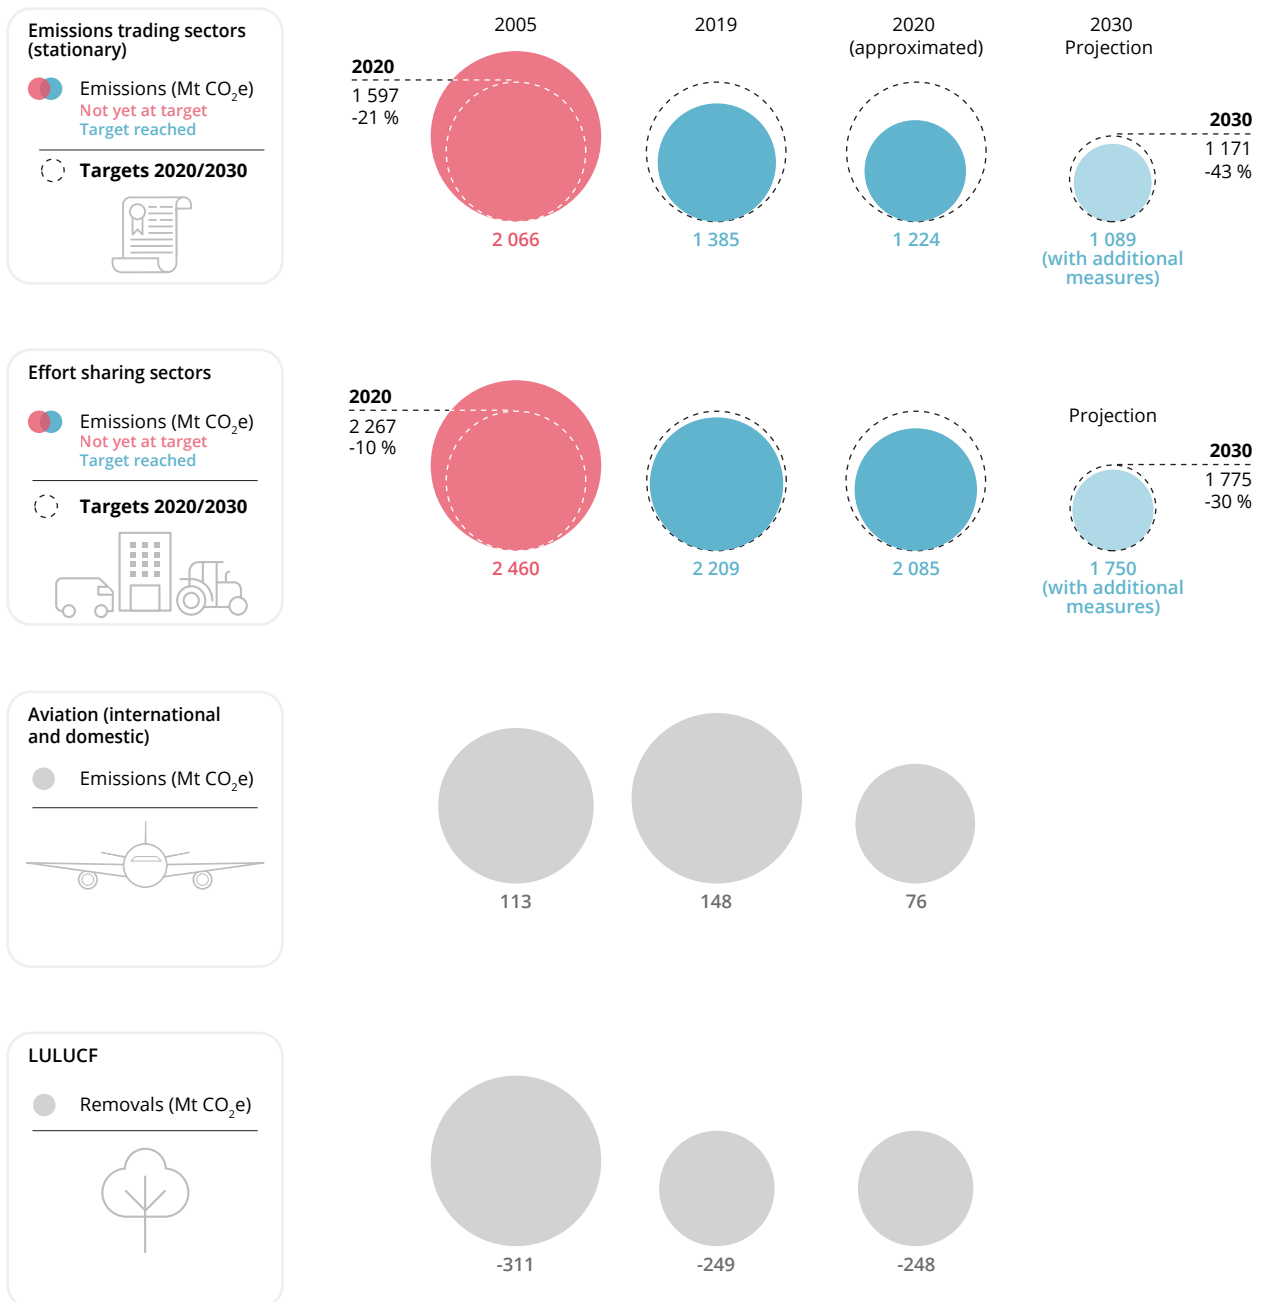 Emissions trading sectors
(stationary)
Emissions (Mt CO2e)
Not yet at target
Target reached
Targets 2020/2030
2005
2019
2020
(approximated)
2030
Projection
2020
1 597
-21 %
2030
1 171
-43 %
2 066
1 385
1 224
1 089
(with additional
measures)
Effort sharing sectors
Emissions (Mt CO2e)
Not yet at target
Target reached
Targets 2020/2030
2020
2 267
-10 %
Projection
2030
1 775
-30 %
2 460
2 209
2 085
1 750
(with additional
measures)
Aviation (international
and domestic)
Emissions (Mt CO2e)
113
148
76
LULUCF
Removals (Mt CO2e)
-311
-249
-248